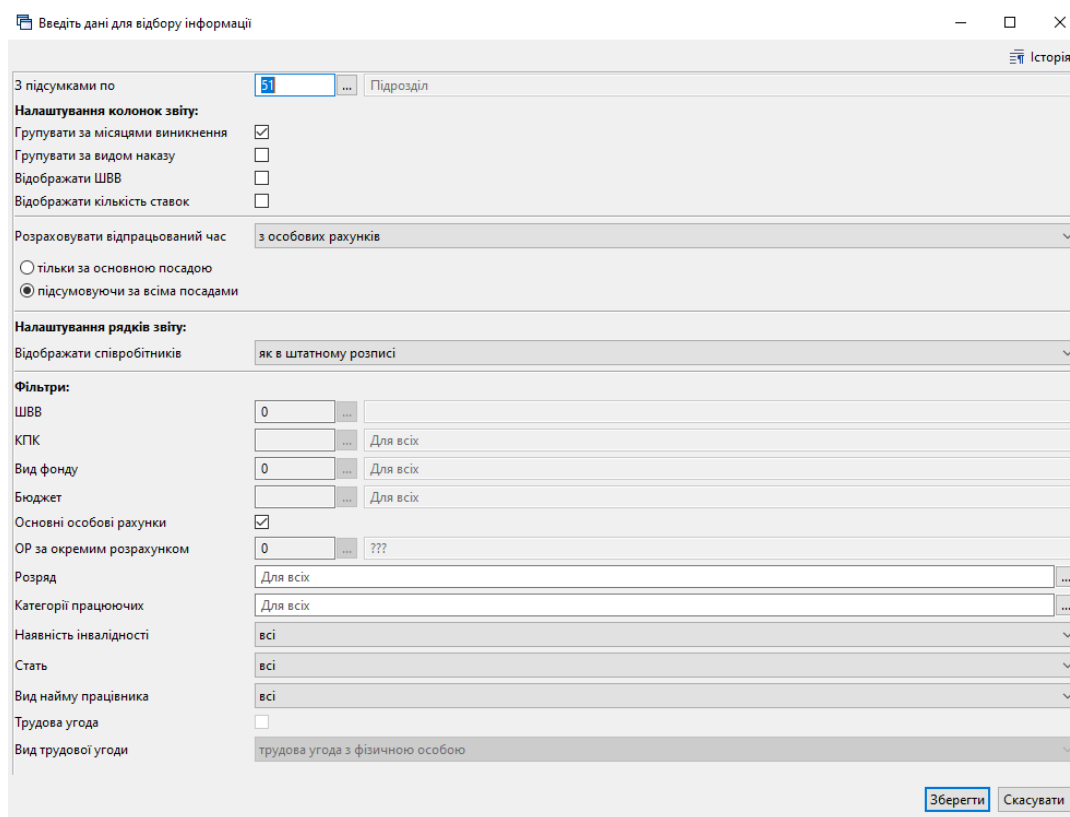 Введіть дані для відбору інформації
Історія
З підсумками по 51 ... Підрозділ
Налаштування колонок звіту:
Групувати за місяцями виникнення
Групувати за видом наказу
Відображати ШВВ
Відображати кількість ставок
Розраховувати відпрацьований час з особових рахунків
тільки за основною посадою
підсумовуючи за всіма посадами
Налаштування рядків звіту:
Відображати співробітників як в штатному розписі
Фільтри:
ШВВ 0 ...
КПК ... Для всіх
Вид фонду 0 ... Для всіх
Бюджет ... Для всіх
Основні особові рахунки
ОР за окремим розрахунком 0 ... ???
Розряд Для всіх ...
Категорії працюючих Для всіх ...
Наявність інвалідності всі
Стать всі
Вид найму працівника всі
Трудова угода
Вид трудової угоди трудова угода з фізичною особою
Зберегти Скасувати